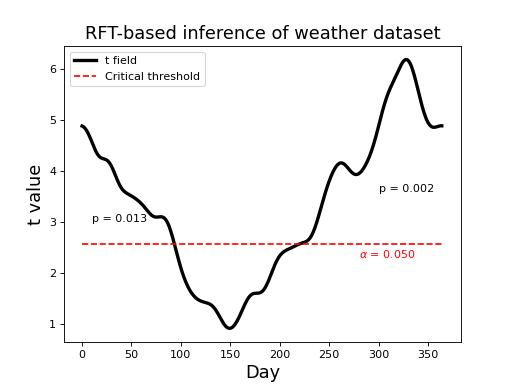 RFT-based inference of weather dataset
t field
Critical threshold
t value
6
5
4
3
2
1
p = 0.013
p = 0.002
α = 0.050
0 50 100 150 200 250 300 350
Day